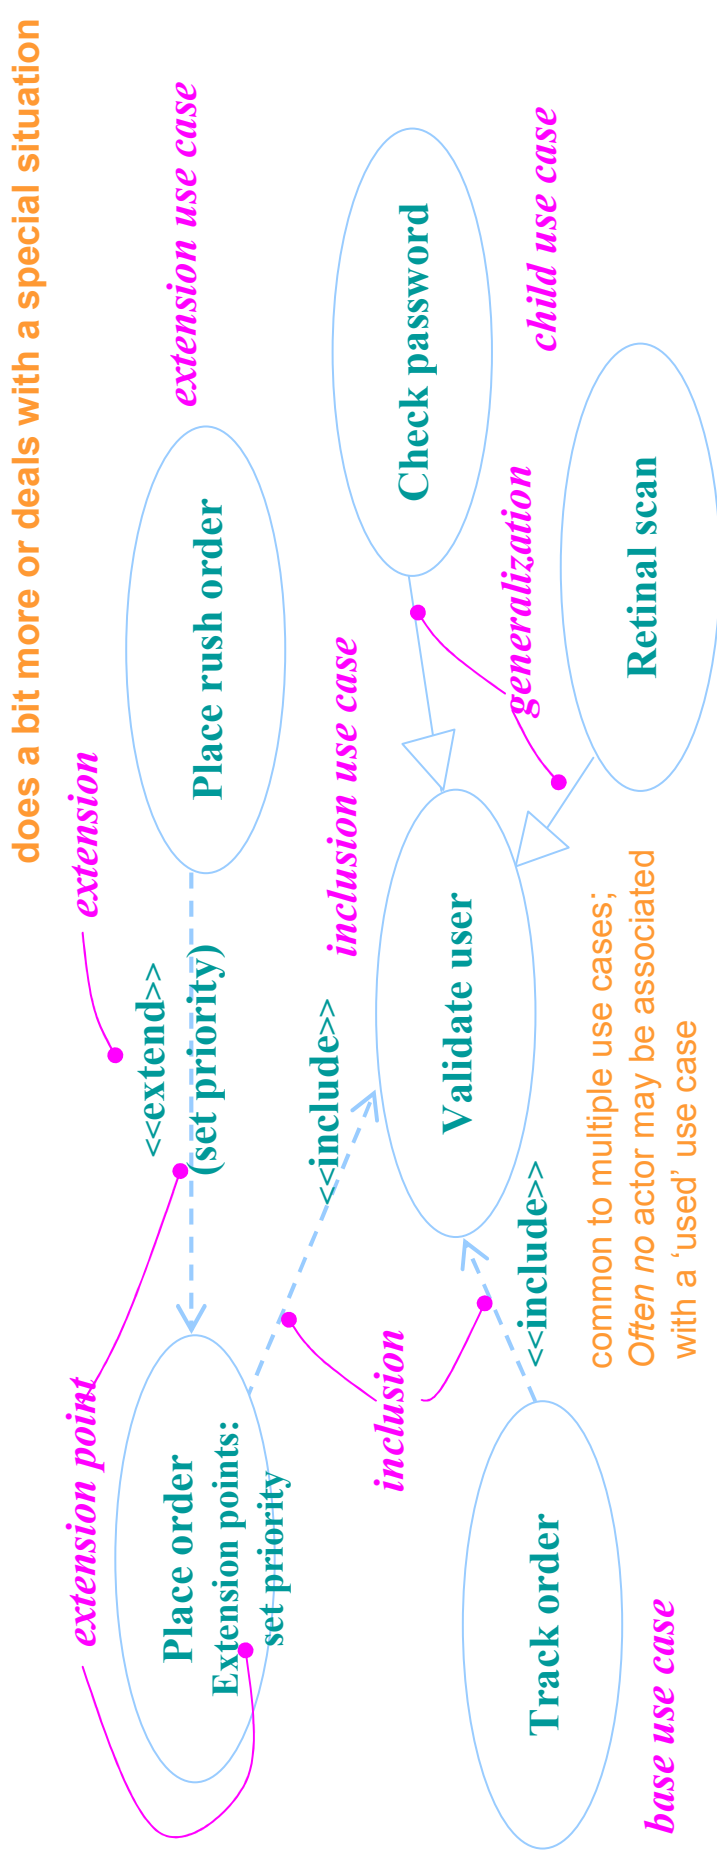 does a bit more or deals with a special situation
extension
extension point
extension use case
<<extend>>
(set priority)
Place order
Extension points:
set priority
Place rush order
<<include>>
inclusion use case
inclusion
Check password
Validate user
generalization
child use case
<<include>>
Track order
Retinal scan
common to multiple use cases;
Often no actor may be associated
with a ‘used’ use case
base use case